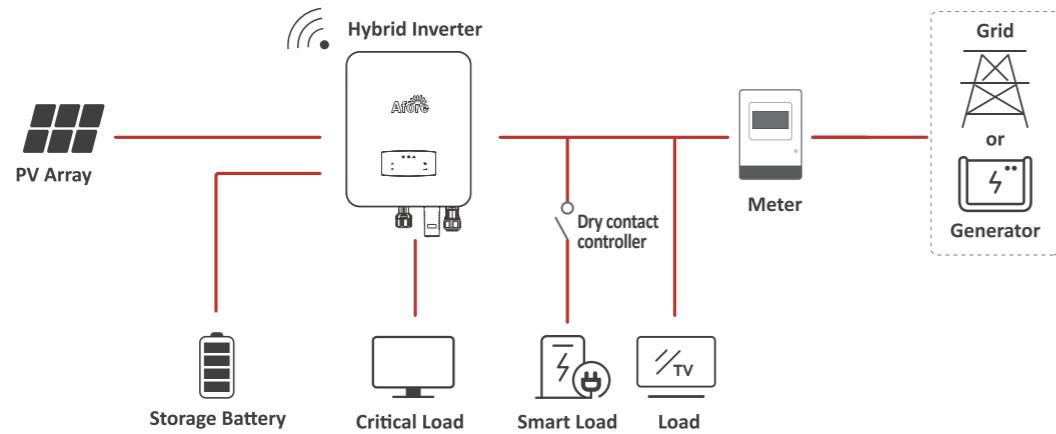 Hybrid Inverter
Grid
Afore
PV Array
or
Meter
Dry contact
controller
Generator
TV
Storage Battery
Critical Load
Smart Load
Load